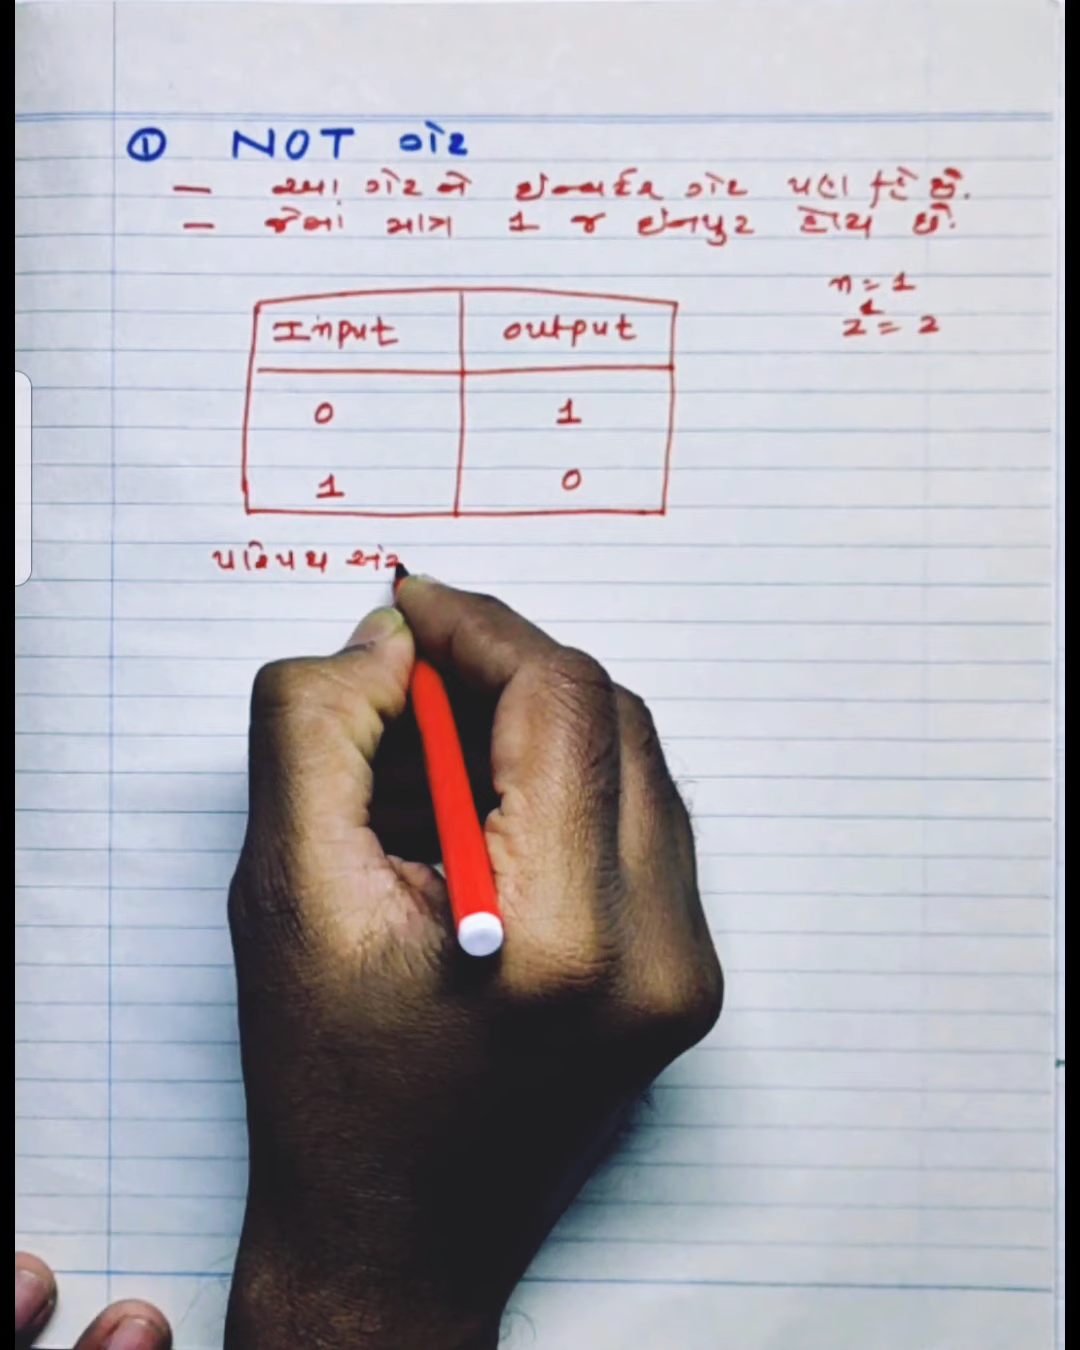 ① NOT ગેટ
— આ ગેટને ઇન્વર્ટર ગેટ પણ કહે છે.
— જેમાં માત્ર 1 જ ઇનપુટ હોય છે.
n = 1
2¹ = 2
Input output
0 1
1 0
પરિપથ